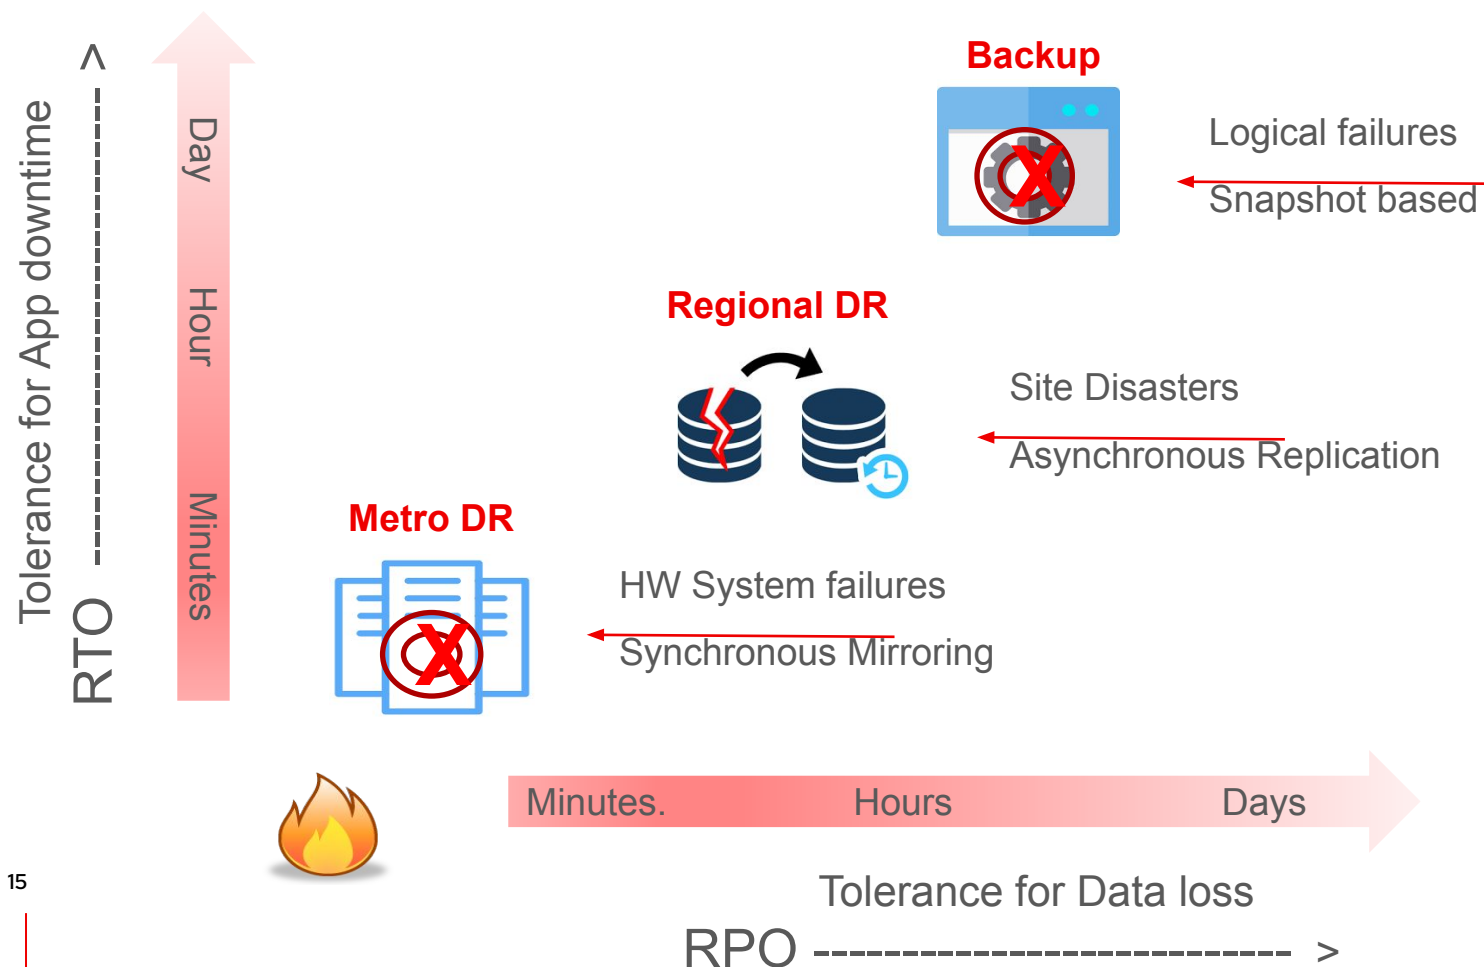 Backup
Logical failures
Snapshot based
Regional DR
Site Disasters
Asynchronous Replication
Metro DR
HW System failures
Synchronous Mirroring
X
X
Tolerance for App downtime
RTO ------------------------- >
Day
Hour
Minutes
Minutes.
Hours
Days
Tolerance for Data loss
RPO --------------------------- >
15